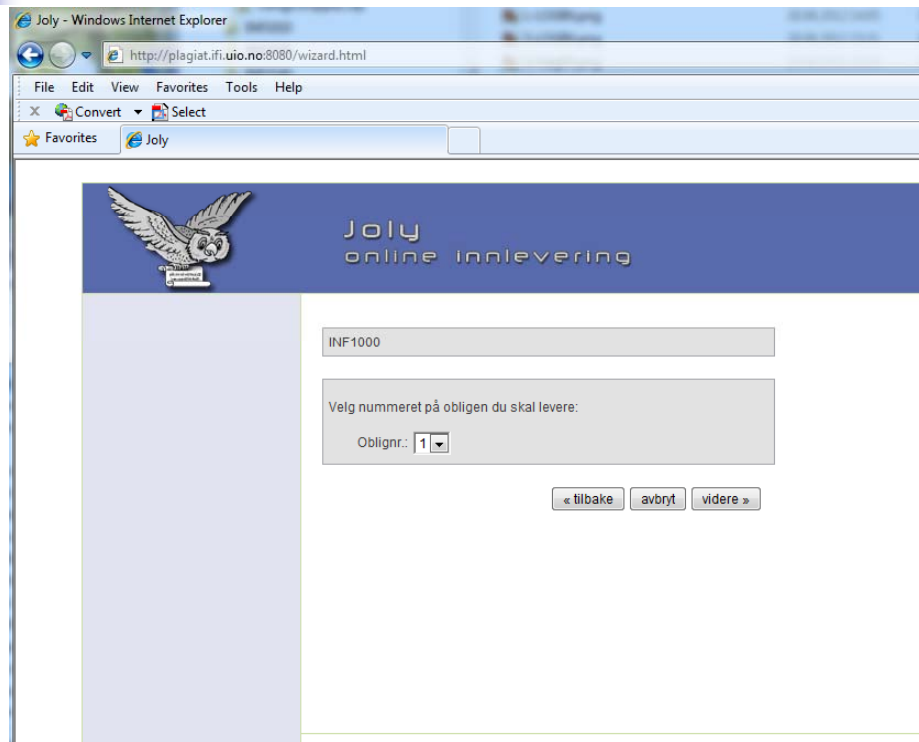 Joly - Windows Internet Explorer
http://plagiat.ifi.uio.no:8080/wizard.html
File Edit View Favorites Tools Help
x Convert Select
Favorites Joly
Joly
online innlevering
INF1000
Velg nummeret på obligen du skal levere:
Oblignr.: 1
« tilbake avbryt videre »